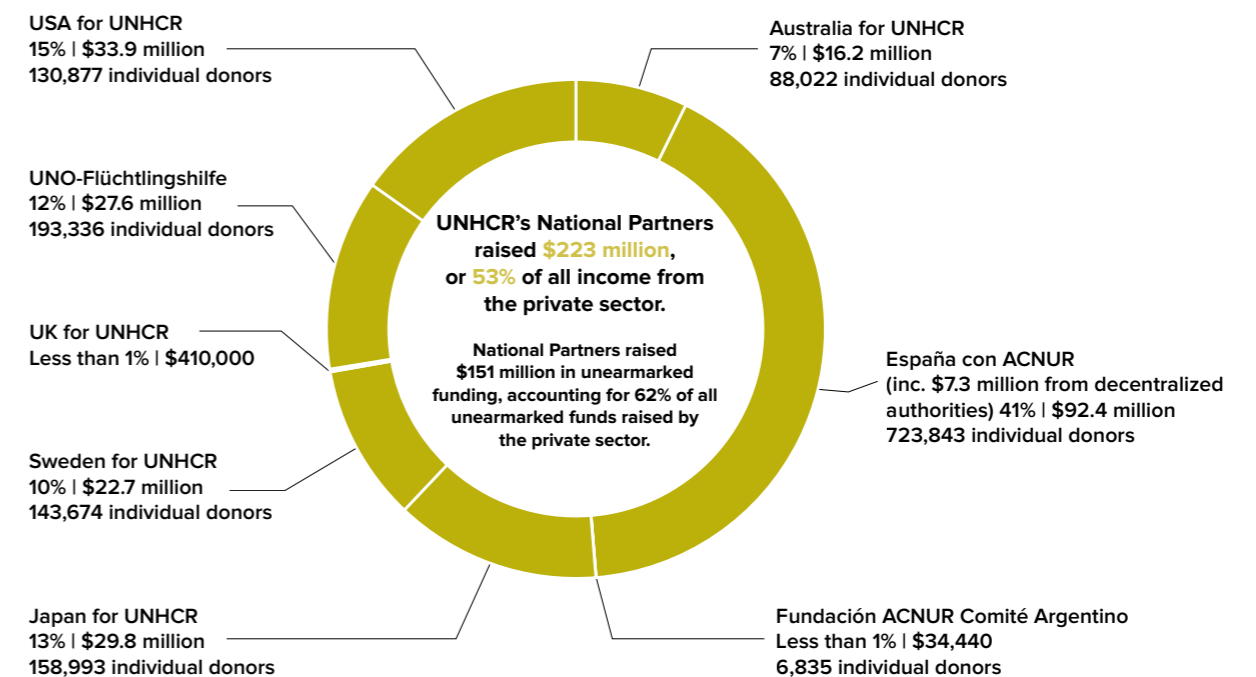 USA for UNHCR
15% | $33.9 million
130,877 individual donors
Australia for UNHCR
7% | $16.2 million
88,022 individual donors
UNO-Flüchtlingshilfe
12% | $27.6 million
193,336 individual donors
UNHCR’s National Partners
raised $223 million,
or 53% of all income from
the private sector.
National Partners raised
$151 million in unearmarked
funding, accounting for 62% of all
unearmarked funds raised by
the private sector.
UK for UNHCR
Less than 1% | $410,000
España con ACNUR
(inc. $7.3 million from decentralized
authorities) 41% | $92.4 million
723,843 individual donors
Sweden for UNHCR
10% | $22.7 million
143,674 individual donors
Japan for UNHCR
13% | $29.8 million
158,993 individual donors
Fundación ACNUR Comité Argentino
Less than 1% | $34,440
6,835 individual donors